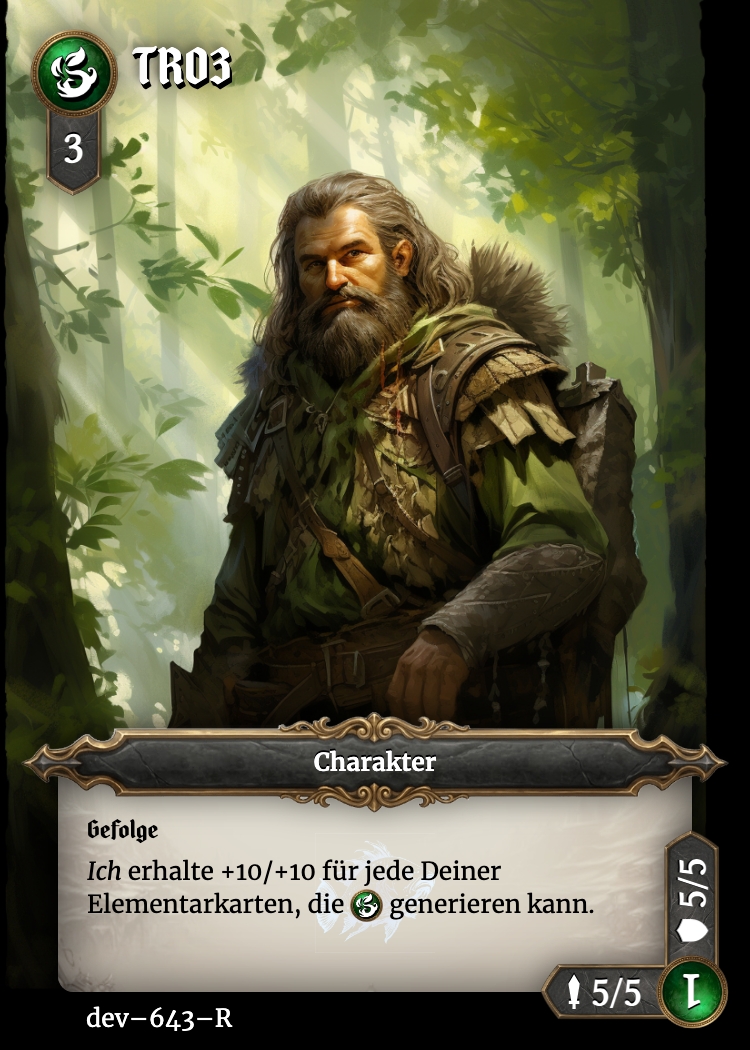 TR03
3
Charakter
Gefolge
Ich erhalte +10/+10 für jede Deiner
Elementarkarten, die generieren kann.
5/5
5/5
1
dev–643–R